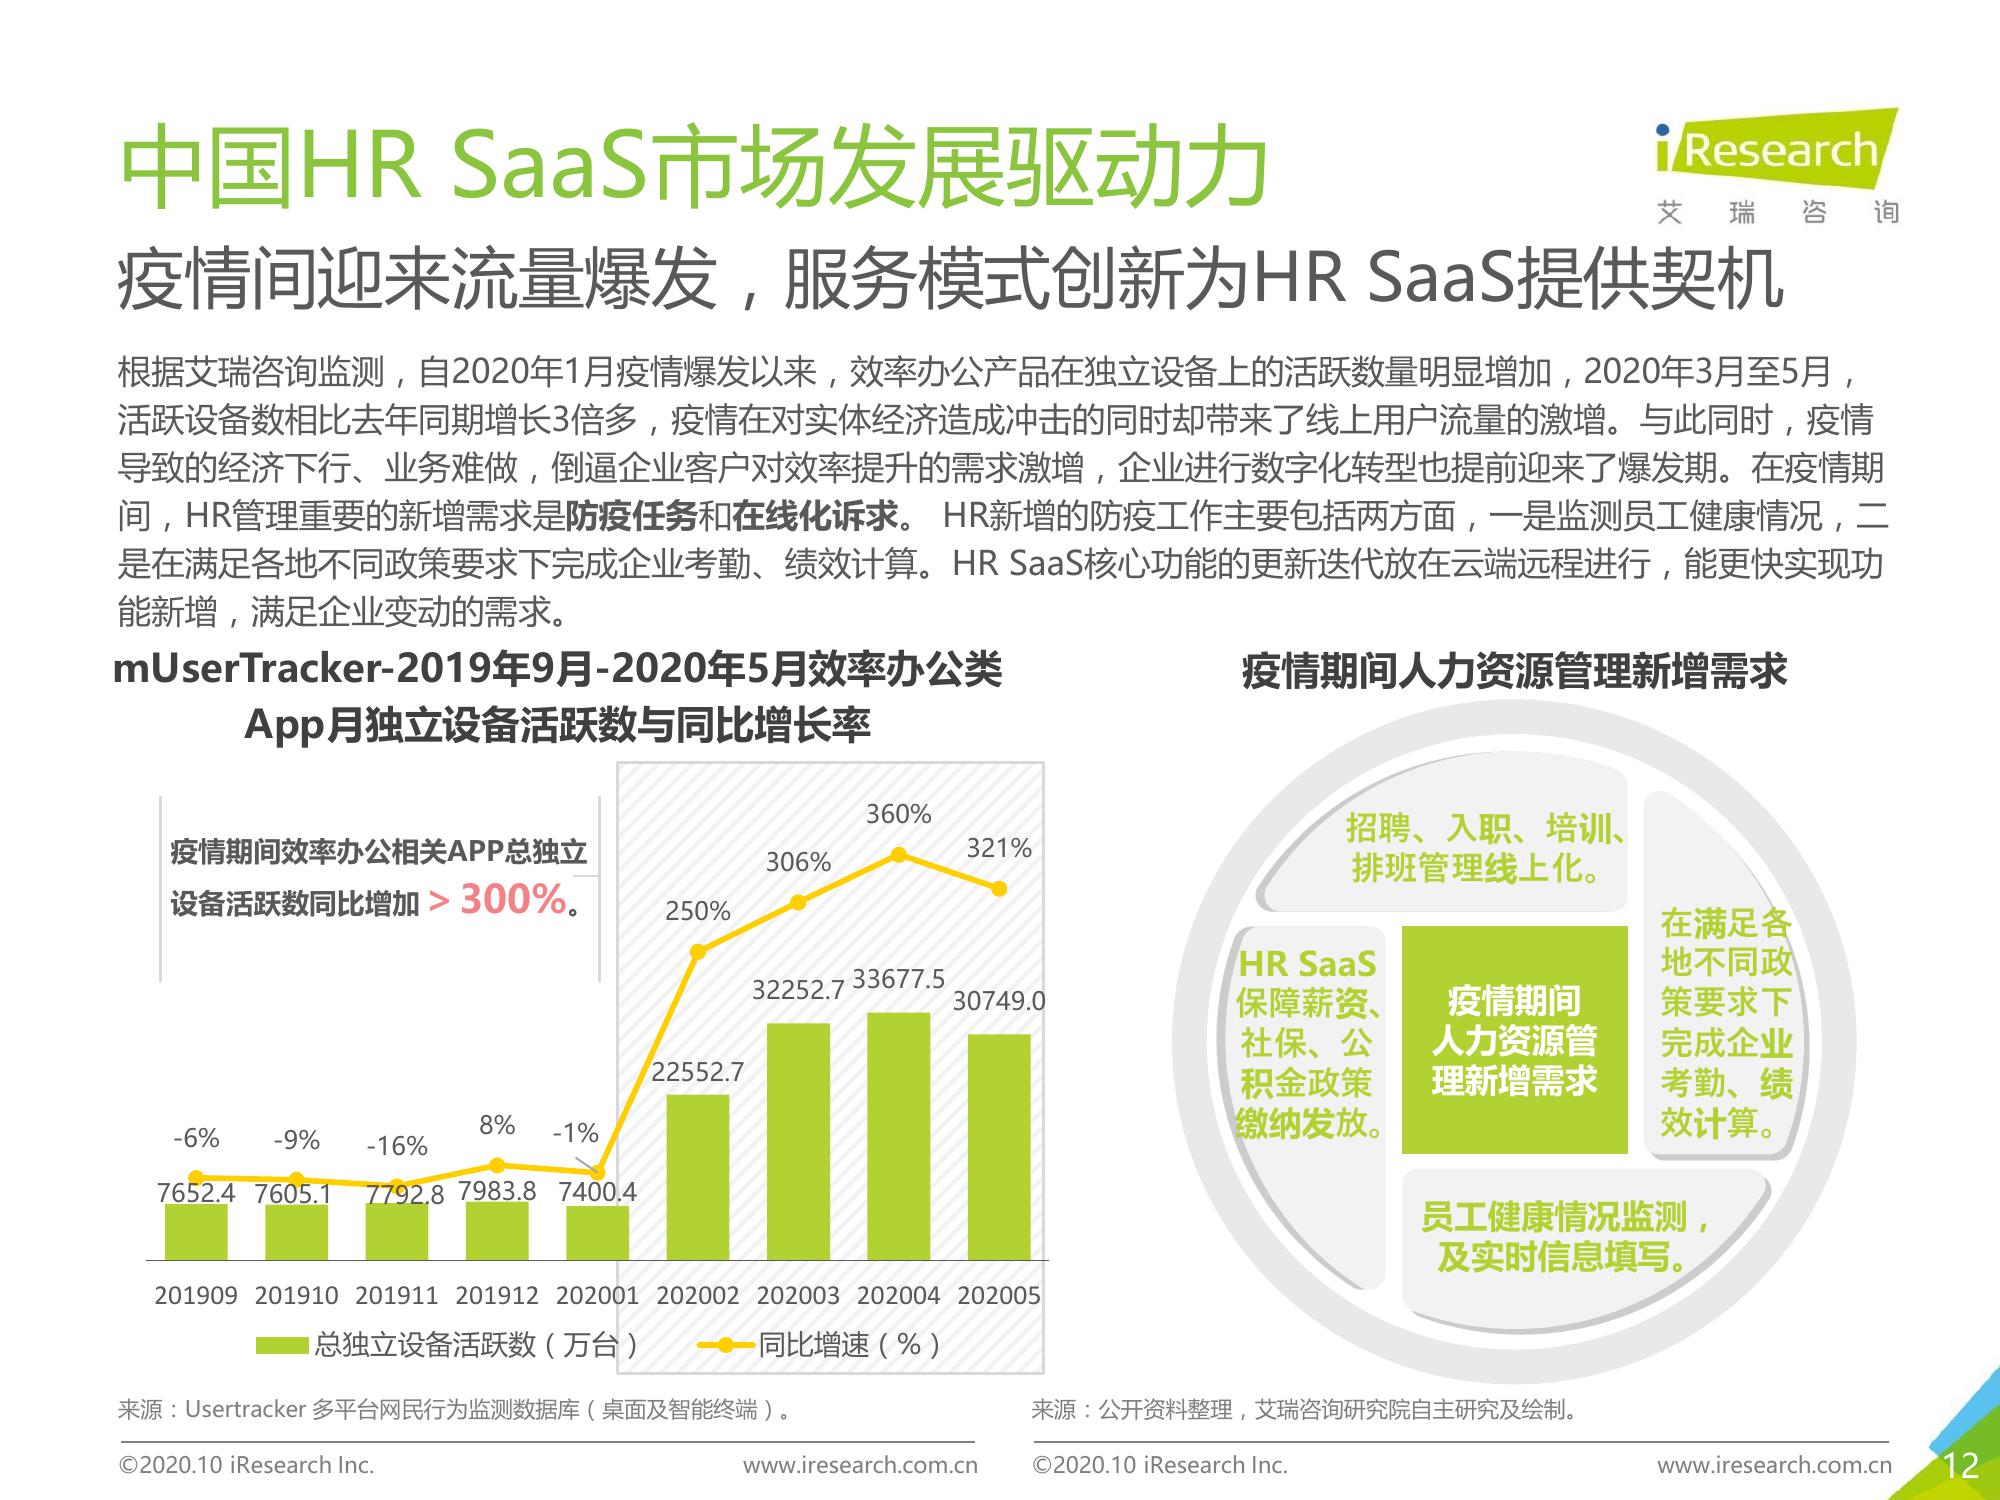 中国HR SaaS市场发展驱动力
iResearch
艾瑞咨询
疫情间迎来流量爆发，服务模式创新为HR SaaS提供契机
根据艾瑞咨询监测，自2020年1月疫情爆发以来，效率办公产品在独立设备上的活跃数量明显增加，2020年3月至5月，
活跃设备数相比去年同期增长3倍多，疫情在对实体经济造成冲击的同时却带来了线上用户流量的激增。与此同时，疫情
导致的经济下行、业务难做，倒逼企业客户对效率提升的需求激增，企业进行数字化转型也提前迎来了爆发期。在疫情期
间，HR管理重要的新增需求是防疫任务和在线化诉求。 HR新增的防疫工作主要包括两方面，一是监测员工健康情况，二
是在满足各地不同政策要求下完成企业考勤、绩效计算。HR SaaS核心功能的更新迭代放在云端远程进行，能更快实现功
能新增，满足企业变动的需求。
mUserTracker-2019年9月-2020年5月效率办公类
App月独立设备活跃数与同比增长率
疫情期间效率办公相关APP总独立
设备活跃数同比增加＞300%。
-6%
-9%
-16%
8%
-1%
250%
306%
360%
321%
7652.4
7605.1
7792.8
7983.8
7400.4
22552.7
32252.7
33677.5
30749.0
201909
201910
201911
201912
202001
202002
202003
202004
202005
总独立设备活跃数（万台）
同比增速（%）
疫情期间人力资源管理新增需求
招聘、入职、培训、
排班管理线上化。
HR SaaS
保障薪资、
社保、公
积金政策
缴纳发放。
疫情期间
人力资源管
理新增需求
在满足各
地不同政
策要求下
完成企业
考勤、绩
效计算。
员工健康情况监测，
及实时信息填写。
来源：Usertracker 多平台网民行为监测数据库（桌面及智能终端）。
来源：公开资料整理，艾瑞咨询研究院自主研究及绘制。
©2020.10 iResearch Inc.
www.iresearch.com.cn
©2020.10 iResearch Inc.
www.iresearch.com.cn
12